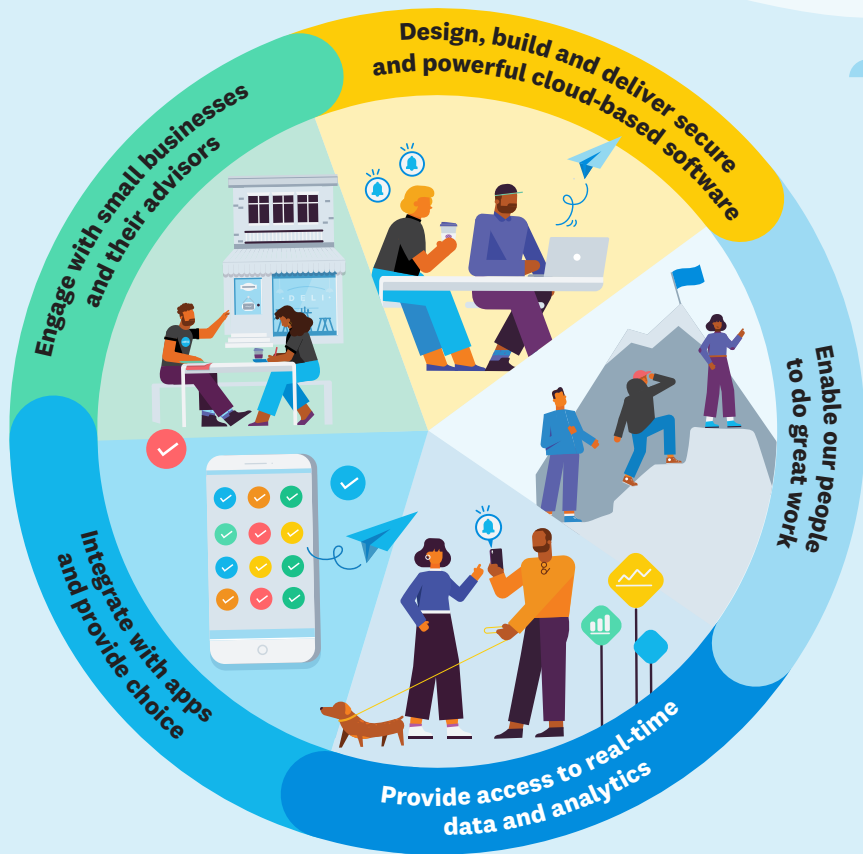 Design, build and deliver secure
and powerful cloud-based software
Enable our people
to do great work
Provide access to real-time
data and analytics
Integrate with apps
and provide choice
Engage with small businesses
and their advisors
DELI